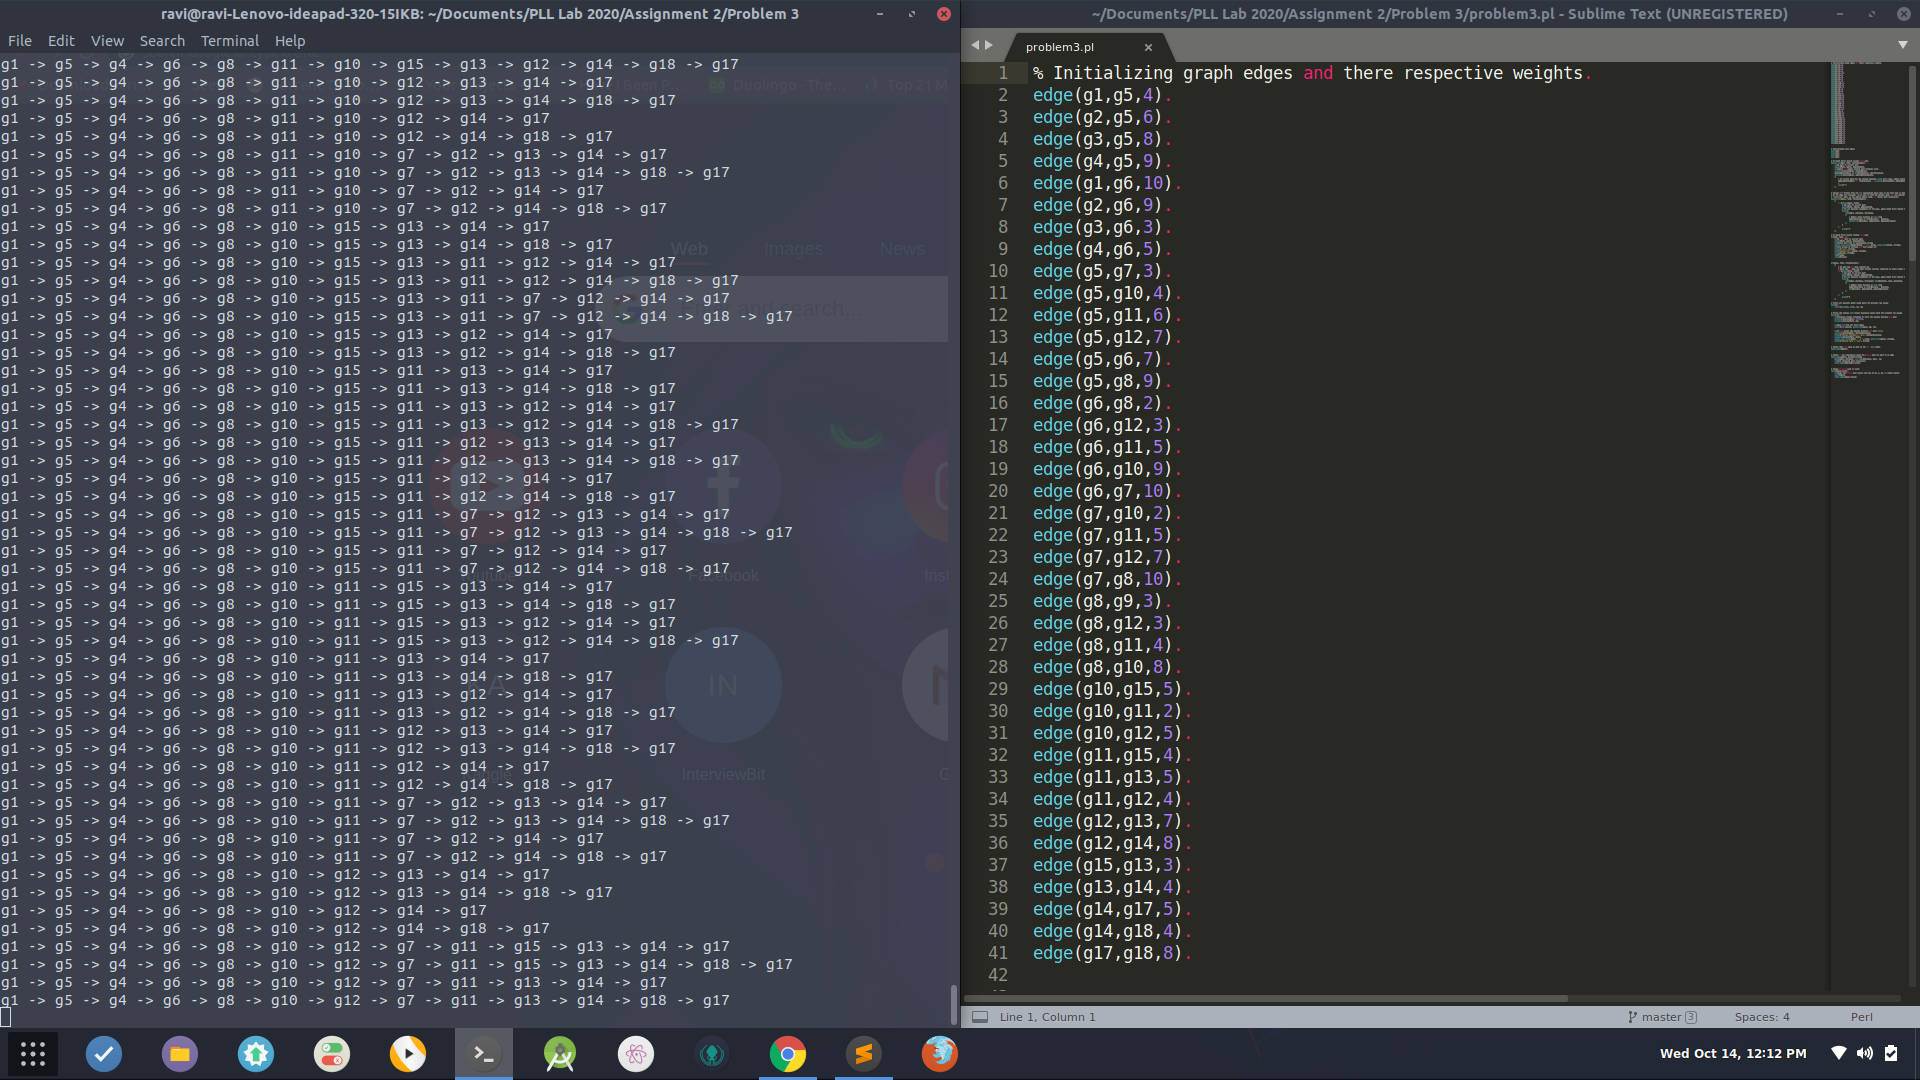 ravi@ravi-Lenovo-ideapad-320-15IKB: ~/Documents/PLL Lab 2020/Assignment 2/Problem 3
File Edit View Search Terminal Help
g1 -> g5 -> g4 -> g6 -> g8 -> g11 -> g10 -> g15 -> g13 -> g12 -> g14 -> g18 -> g17
g1 -> g5 -> g4 -> g6 -> g8 -> g11 -> g10 -> g12 -> g13 -> g14 -> g17
g1 -> g5 -> g4 -> g6 -> g8 -> g11 -> g10 -> g12 -> g13 -> g14 -> g18 -> g17
g1 -> g5 -> g4 -> g6 -> g8 -> g11 -> g10 -> g12 -> g14 -> g17
g1 -> g5 -> g4 -> g6 -> g8 -> g11 -> g10 -> g12 -> g14 -> g18 -> g17
g1 -> g5 -> g4 -> g6 -> g8 -> g11 -> g10 -> g7 -> g12 -> g13 -> g14 -> g17
g1 -> g5 -> g4 -> g6 -> g8 -> g11 -> g10 -> g7 -> g12 -> g13 -> g14 -> g18 -> g17
g1 -> g5 -> g4 -> g6 -> g8 -> g11 -> g10 -> g7 -> g12 -> g14 -> g17
g1 -> g5 -> g4 -> g6 -> g8 -> g11 -> g10 -> g7 -> g12 -> g14 -> g18 -> g17
g1 -> g5 -> g4 -> g6 -> g8 -> g10 -> g15 -> g13 -> g14 -> g17
g1 -> g5 -> g4 -> g6 -> g8 -> g10 -> g15 -> g13 -> g14 -> g18 -> g17
g1 -> g5 -> g4 -> g6 -> g8 -> g10 -> g15 -> g13 -> g11 -> g12 -> g14 -> g17
g1 -> g5 -> g4 -> g6 -> g8 -> g10 -> g15 -> g13 -> g11 -> g12 -> g14 -> g18 -> g17
g1 -> g5 -> g4 -> g6 -> g8 -> g10 -> g15 -> g13 -> g11 -> g7 -> g12 -> g14 -> g17
g1 -> g5 -> g4 -> g6 -> g8 -> g10 -> g15 -> g13 -> g11 -> g7 -> g12 -> g14 -> g18 -> g17
g1 -> g5 -> g4 -> g6 -> g8 -> g10 -> g15 -> g13 -> g12 -> g14 -> g17
g1 -> g5 -> g4 -> g6 -> g8 -> g10 -> g15 -> g13 -> g12 -> g14 -> g18 -> g17
g1 -> g5 -> g4 -> g6 -> g8 -> g10 -> g15 -> g11 -> g13 -> g14 -> g17
g1 -> g5 -> g4 -> g6 -> g8 -> g10 -> g15 -> g11 -> g13 -> g14 -> g18 -> g17
g1 -> g5 -> g4 -> g6 -> g8 -> g10 -> g15 -> g11 -> g13 -> g12 -> g14 -> g17
g1 -> g5 -> g4 -> g6 -> g8 -> g10 -> g15 -> g11 -> g13 -> g12 -> g14 -> g18 -> g17
g1 -> g5 -> g4 -> g6 -> g8 -> g10 -> g15 -> g11 -> g12 -> g13 -> g14 -> g17
g1 -> g5 -> g4 -> g6 -> g8 -> g10 -> g15 -> g11 -> g12 -> g13 -> g14 -> g18 -> g17
g1 -> g5 -> g4 -> g6 -> g8 -> g10 -> g15 -> g11 -> g12 -> g14 -> g17
g1 -> g5 -> g4 -> g6 -> g8 -> g10 -> g15 -> g11 -> g12 -> g14 -> g18 -> g17
g1 -> g5 -> g4 -> g6 -> g8 -> g10 -> g15 -> g11 -> g7 -> g12 -> g13 -> g14 -> g17
g1 -> g5 -> g4 -> g6 -> g8 -> g10 -> g15 -> g11 -> g7 -> g12 -> g13 -> g14 -> g18 -> g17
g1 -> g5 -> g4 -> g6 -> g8 -> g10 -> g15 -> g11 -> g7 -> g12 -> g14 -> g17
g1 -> g5 -> g4 -> g6 -> g8 -> g10 -> g15 -> g11 -> g7 -> g12 -> g14 -> g18 -> g17
g1 -> g5 -> g4 -> g6 -> g8 -> g10 -> g11 -> g15 -> g13 -> g14 -> g17
g1 -> g5 -> g4 -> g6 -> g8 -> g10 -> g11 -> g15 -> g13 -> g14 -> g18 -> g17
g1 -> g5 -> g4 -> g6 -> g8 -> g10 -> g11 -> g15 -> g13 -> g12 -> g14 -> g17
g1 -> g5 -> g4 -> g6 -> g8 -> g10 -> g11 -> g15 -> g13 -> g12 -> g14 -> g18 -> g17
g1 -> g5 -> g4 -> g6 -> g8 -> g10 -> g11 -> g13 -> g14 -> g17
g1 -> g5 -> g4 -> g6 -> g8 -> g10 -> g11 -> g13 -> g14 -> g18 -> g17
g1 -> g5 -> g4 -> g6 -> g8 -> g10 -> g11 -> g13 -> g12 -> g14 -> g17
g1 -> g5 -> g4 -> g6 -> g8 -> g10 -> g11 -> g13 -> g12 -> g14 -> g18 -> g17
g1 -> g5 -> g4 -> g6 -> g8 -> g10 -> g11 -> g12 -> g13 -> g14 -> g17
g1 -> g5 -> g4 -> g6 -> g8 -> g10 -> g11 -> g12 -> g13 -> g14 -> g18 -> g17
g1 -> g5 -> g4 -> g6 -> g8 -> g10 -> g11 -> g12 -> g14 -> g17
g1 -> g5 -> g4 -> g6 -> g8 -> g10 -> g11 -> g12 -> g14 -> g18 -> g17
g1 -> g5 -> g4 -> g6 -> g8 -> g10 -> g11 -> g7 -> g12 -> g13 -> g14 -> g17
g1 -> g5 -> g4 -> g6 -> g8 -> g10 -> g11 -> g7 -> g12 -> g13 -> g14 -> g18 -> g17
g1 -> g5 -> g4 -> g6 -> g8 -> g10 -> g11 -> g7 -> g12 -> g14 -> g17
g1 -> g5 -> g4 -> g6 -> g8 -> g10 -> g11 -> g7 -> g12 -> g14 -> g18 -> g17
g1 -> g5 -> g4 -> g6 -> g8 -> g10 -> g12 -> g13 -> g14 -> g17
g1 -> g5 -> g4 -> g6 -> g8 -> g10 -> g12 -> g13 -> g14 -> g18 -> g17
g1 -> g5 -> g4 -> g6 -> g8 -> g10 -> g12 -> g14 -> g17
g1 -> g5 -> g4 -> g6 -> g8 -> g10 -> g12 -> g14 -> g18 -> g17
g1 -> g5 -> g4 -> g6 -> g8 -> g10 -> g12 -> g7 -> g11 -> g15 -> g13 -> g14 -> g17
g1 -> g5 -> g4 -> g6 -> g8 -> g10 -> g12 -> g7 -> g11 -> g15 -> g13 -> g14 -> g18 -> g17
g1 -> g5 -> g4 -> g6 -> g8 -> g10 -> g12 -> g7 -> g11 -> g13 -> g14 -> g17
g1 -> g5 -> g4 -> g6 -> g8 -> g10 -> g12 -> g7 -> g11 -> g13 -> g14 -> g18 -> g17
Duolingo - The...
Top 21 M
Web Images News
Facebook
IN
InterviewBit
~/Documents/PLL Lab 2020/Assignment 2/Problem 3/problem3.pl - Sublime Text (UNREGISTERED)
problem3.pl
1 % Initializing graph edges and there respective weights.
2 edge(g1,g5,4).
3 edge(g2,g5,6).
4 edge(g3,g5,8).
5 edge(g4,g5,9).
6 edge(g1,g6,10).
7 edge(g2,g6,9).
8 edge(g3,g6,3).
9 edge(g4,g6,5).
10 edge(g5,g7,3).
11 edge(g5,g10,4).
12 edge(g5,g11,6).
13 edge(g5,g12,7).
14 edge(g5,g6,7).
15 edge(g5,g8,9).
16 edge(g6,g8,2).
17 edge(g6,g12,3).
18 edge(g6,g11,5).
19 edge(g6,g10,9).
20 edge(g6,g7,10).
21 edge(g7,g10,2).
22 edge(g7,g11,5).
23 edge(g7,g12,7).
24 edge(g7,g8,10).
25 edge(g8,g9,3).
26 edge(g8,g12,3).
27 edge(g8,g11,4).
28 edge(g8,g10,8).
29 edge(g10,g15,5).
30 edge(g10,g11,2).
31 edge(g10,g12,5).
32 edge(g11,g15,4).
33 edge(g11,g13,5).
34 edge(g11,g12,4).
35 edge(g12,g13,7).
36 edge(g12,g14,8).
37 edge(g15,g13,3).
38 edge(g13,g14,4).
39 edge(g14,g17,5).
40 edge(g14,g18,4).
41 edge(g17,g18,8).
42
Line 1, Column 1
master 3
Spaces: 4
Perl
Wed Oct 14, 12:12 PM